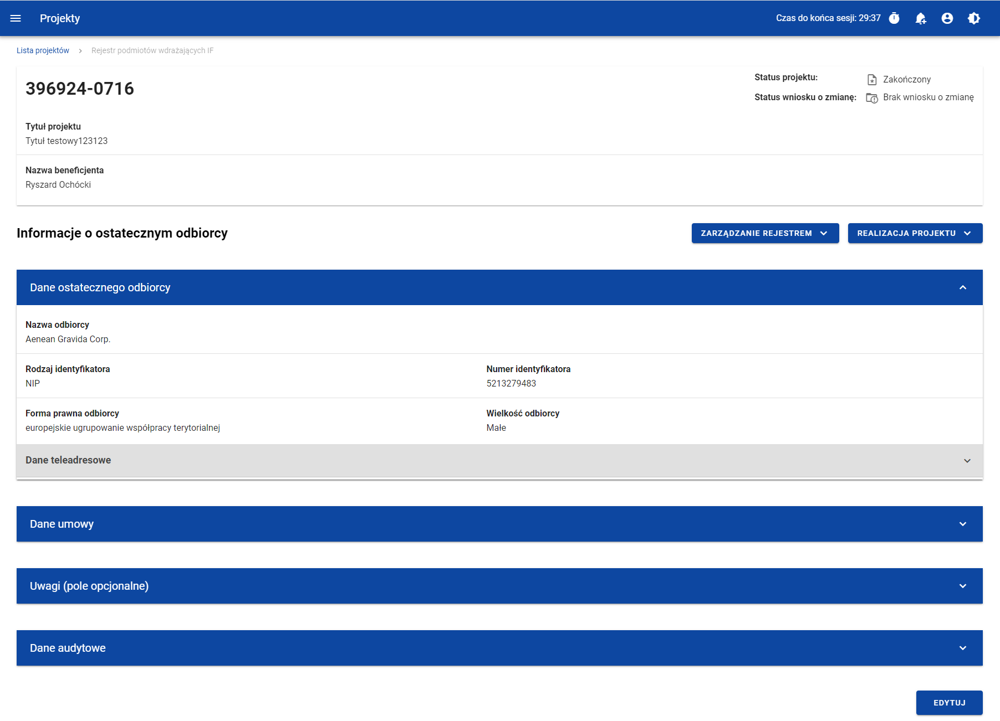 Projekty
Czas do końca sesji: 29:37
Lista projektów
Rejestr podmiotów wdrażających IF
396924-0716
Status projektu:
Zakończony
Status wniosku o zmianę:
Brak wniosku o zmianę
Tytuł projektu
Tytuł testowy123123
Nazwa beneficjenta
Ryszard Ochócki
Informacje o ostatecznym odbiorcy
ZARZĄDZANIE REJESTREM
REALIZACJA PROJEKTU
Dane ostatecznego odbiorcy
Nazwa odbiorcy
Aenean Gravida Corp.
Rodzaj identyfikatora
NIP
Numer identyfikatora
5213279483
Forma prawna odbiorcy
europejskie ugrupowanie współpracy terytorialnej
Wielkość odbiorcy
Małe
Dane teleadresowe
Dane umowy
Uwagi (pole opcjonalne)
Dane audytowe
EDYTUJ